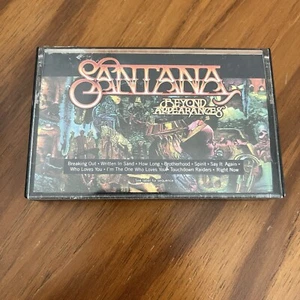 SANTANA
BEYOND
APPEARANCES
Breaking Out • Written in Sand • How Long • Brotherhood • Spirit • Say It Again •
Who Loves You • I'm The One Who Loves You • Touchdown Raiders • Right Now